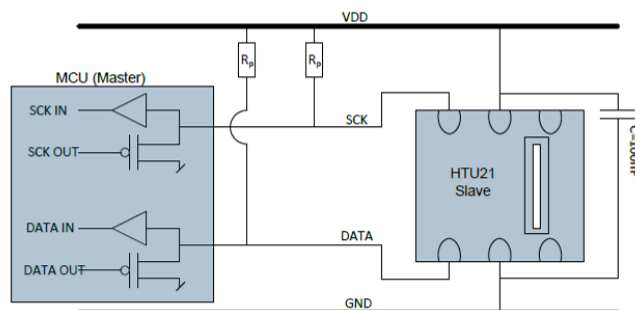 VDD
Rp
Rp
MCU (Master)
SCK IN
SCK
SCK OUT
HTU21
Slave
DATA IN
DATA
DATA OUT
GND